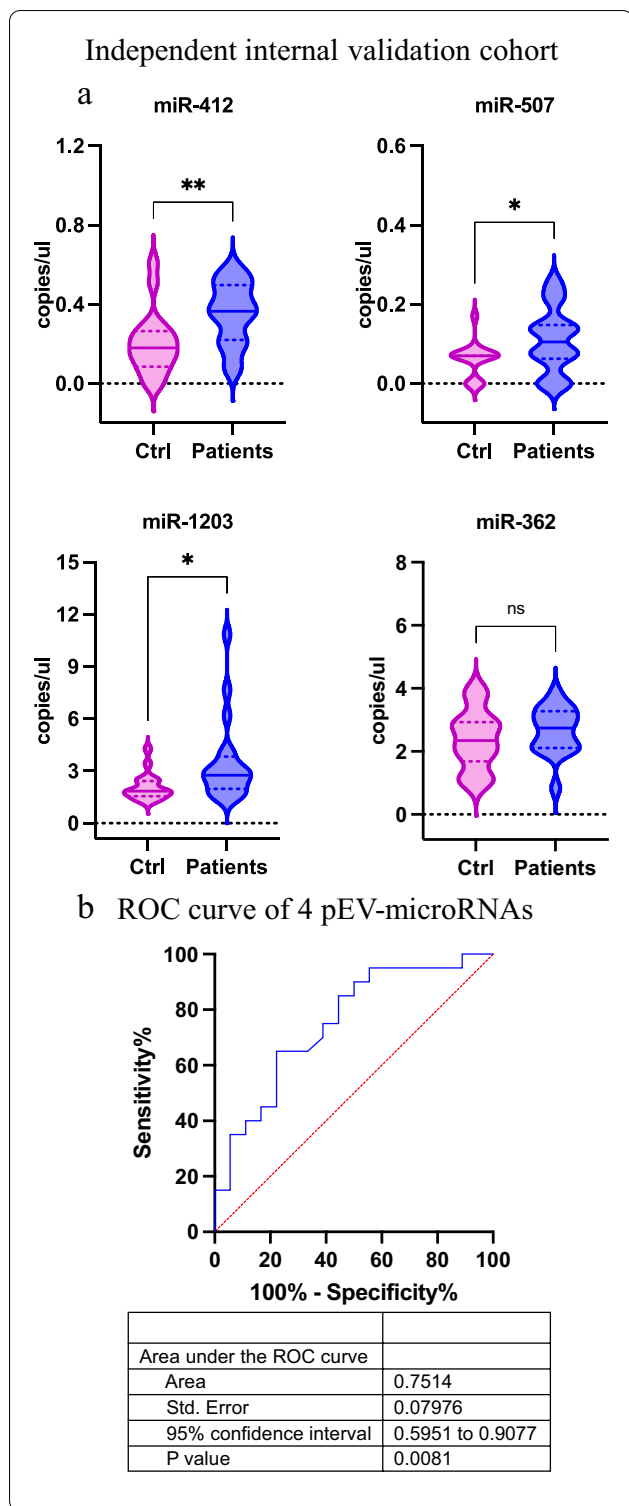 Independent internal validation cohort
a
miR-412
miR-507
1.2
0.8
0.4
0.0
copies/ul
**
Ctrl Patients
0.6
0.4
0.2
0.0
copies/ul
*
Ctrl Patients
miR-1203
miR-362
15
12
9
6
3
0
copies/ul
*
Ctrl Patients
8
6
4
2
0
copies/ul
ns
Ctrl Patients
b ROC curve of 4 pEV-microRNAs
100
80
60
40
20
0
Sensitivity%
0 20 40 60 80 100
100% - Specificity%
Area under the ROC curve
Area 0.7514
Std. Error 0.07976
95% confidence interval 0.5951 to 0.9077
P value 0.0081